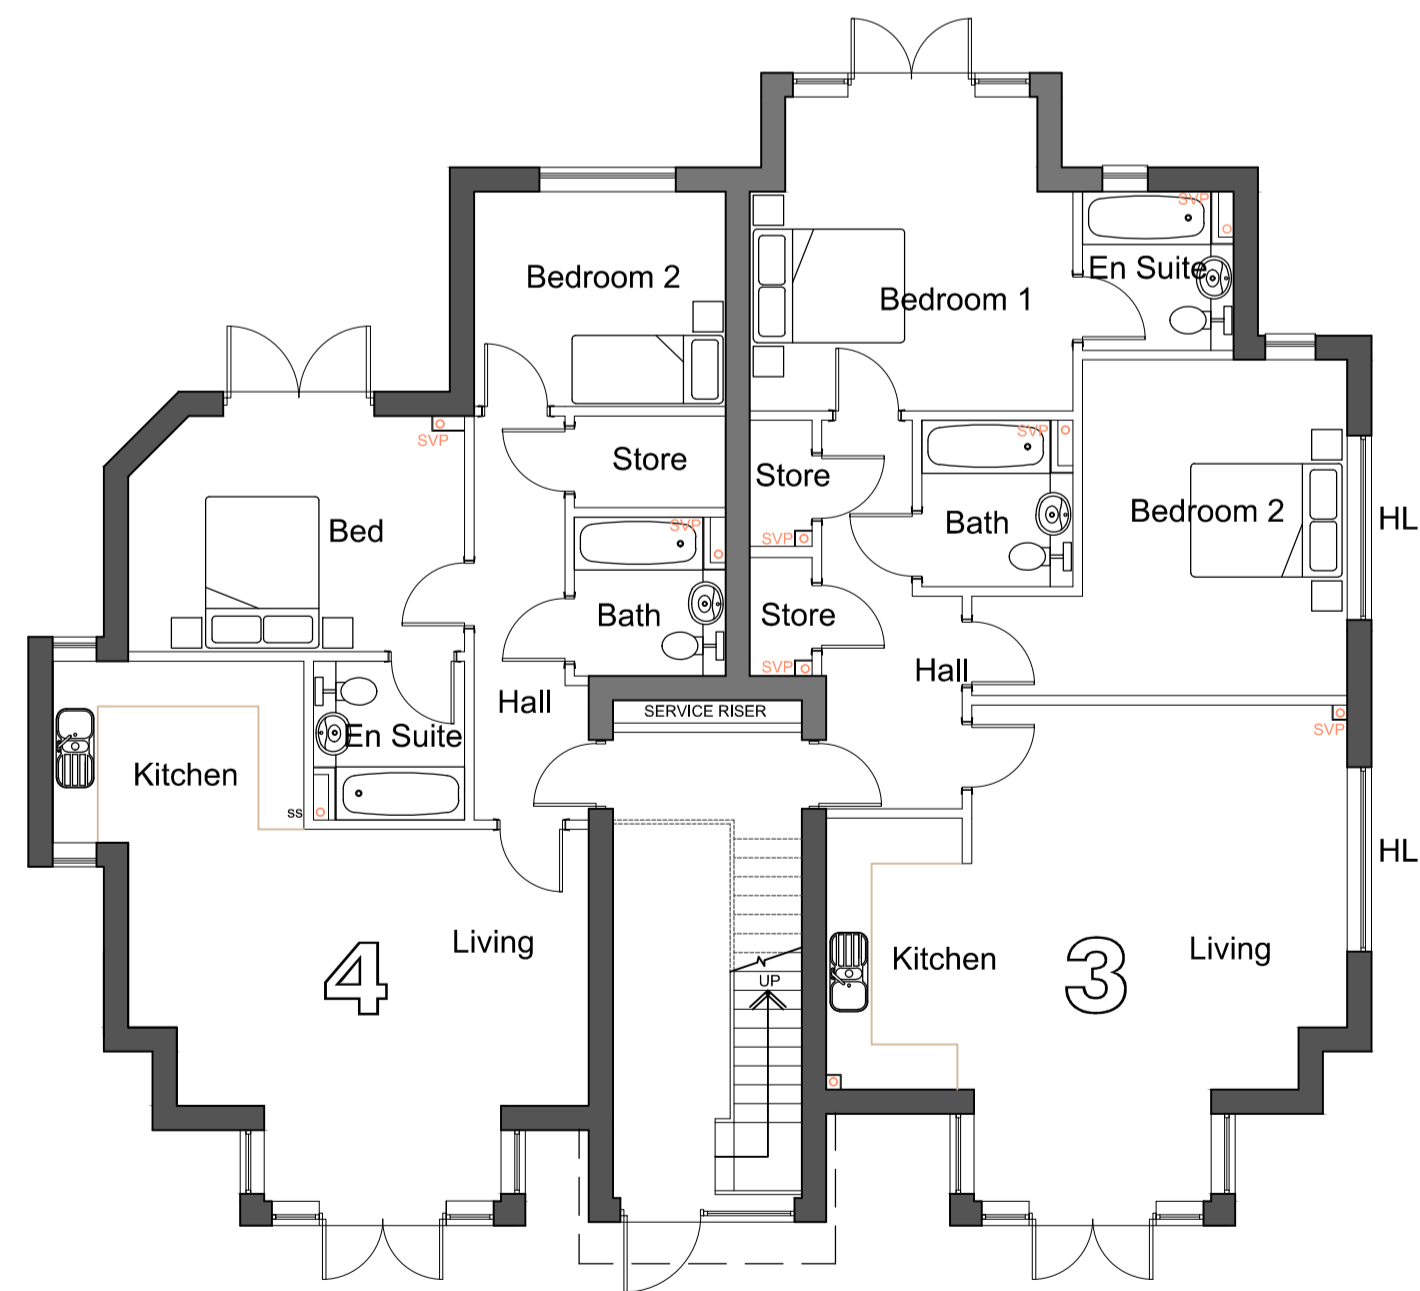 SVP
En Suite
Bedroom 2
Bedroom 1
SVP
SVP
Store
Store
Bedroom 2
HL
Bed
SVP
Bath
SVP
Bath
Store
SVP
Hall
Hall
SERVICE RISER
SVP
En Suite
Kitchen
ss
HL
4
Living
Kitchen
3
Living
UP